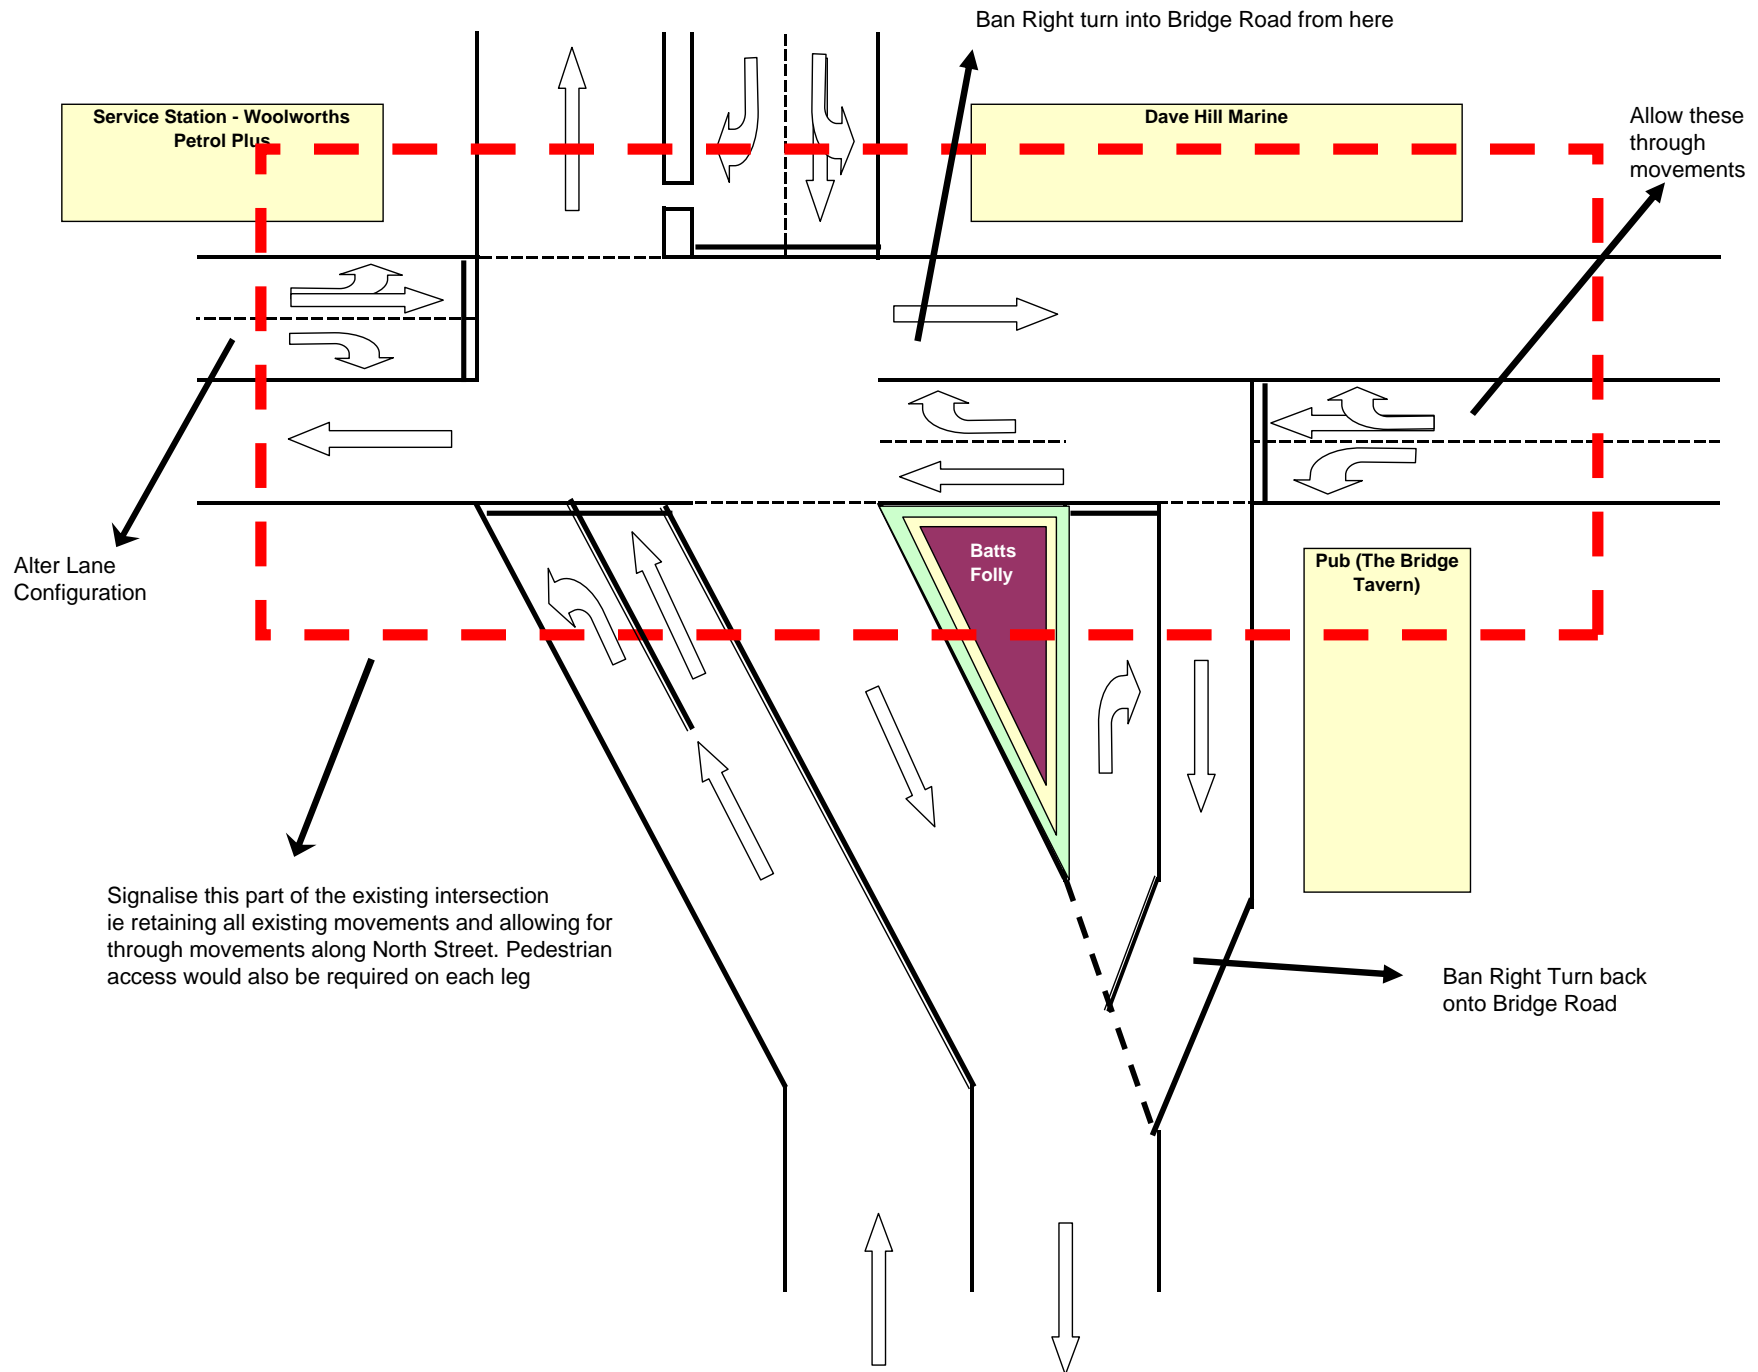 Ban Right turn into Bridge Road from here
Service Station - Woolworths
Petrol Plus
Dave Hill Marine
Allow these
through
movements
Batts
Folly
Pub (The Bridge
Tavern)
Alter Lane
Configuration
Signalise this part of the existing intersection
ie retaining all existing movements and allowing for
through movements along North Street. Pedestrian
access would also be required on each leg
Ban Right Turn back
onto Bridge Road